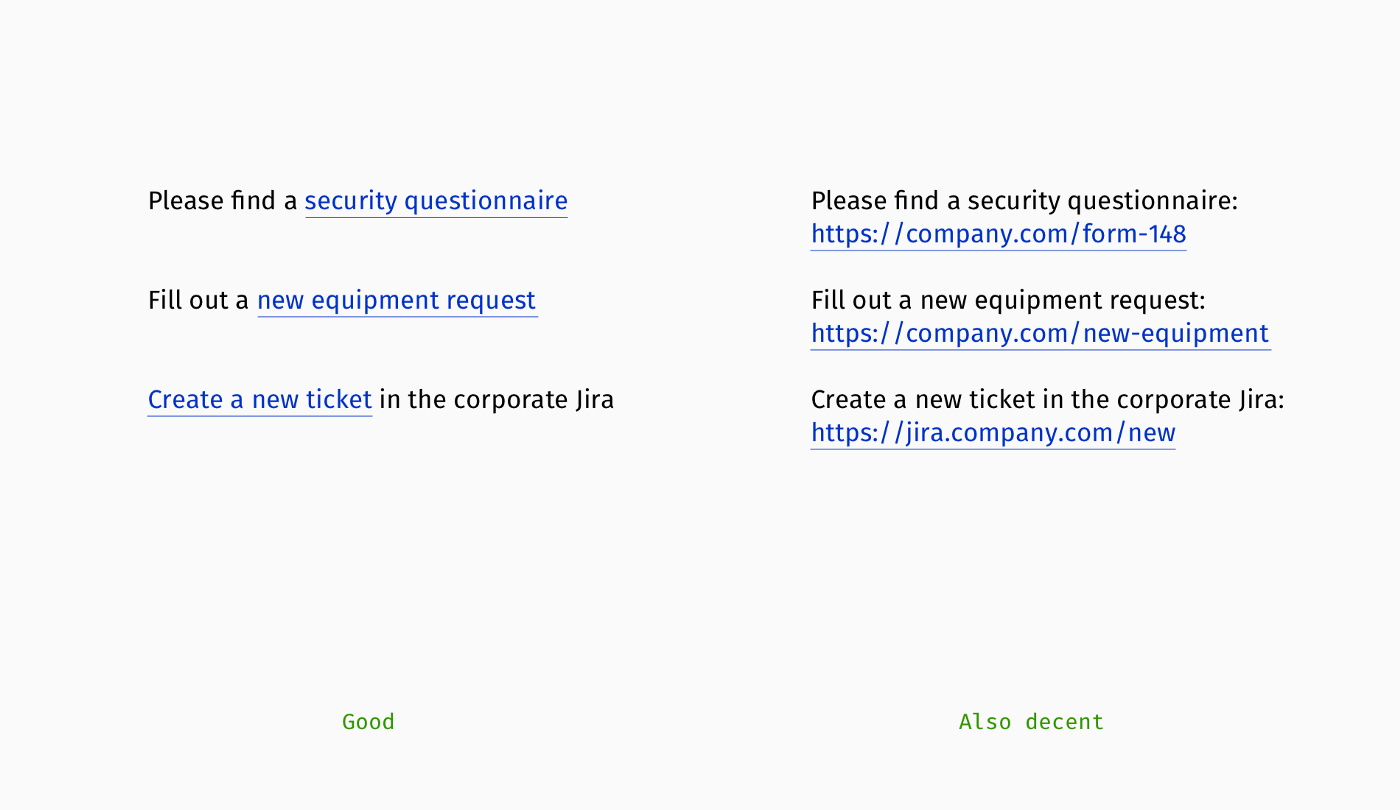 Please find a security questionnaire
Fill out a new equipment request
Create a new ticket in the corporate Jira
Good
Please find a security questionnaire:
https://company.com/form-148
Fill out a new equipment request:
https://company.com/new-equipment
Create a new ticket in the corporate Jira:
https://jira.company.com/new
Also decent